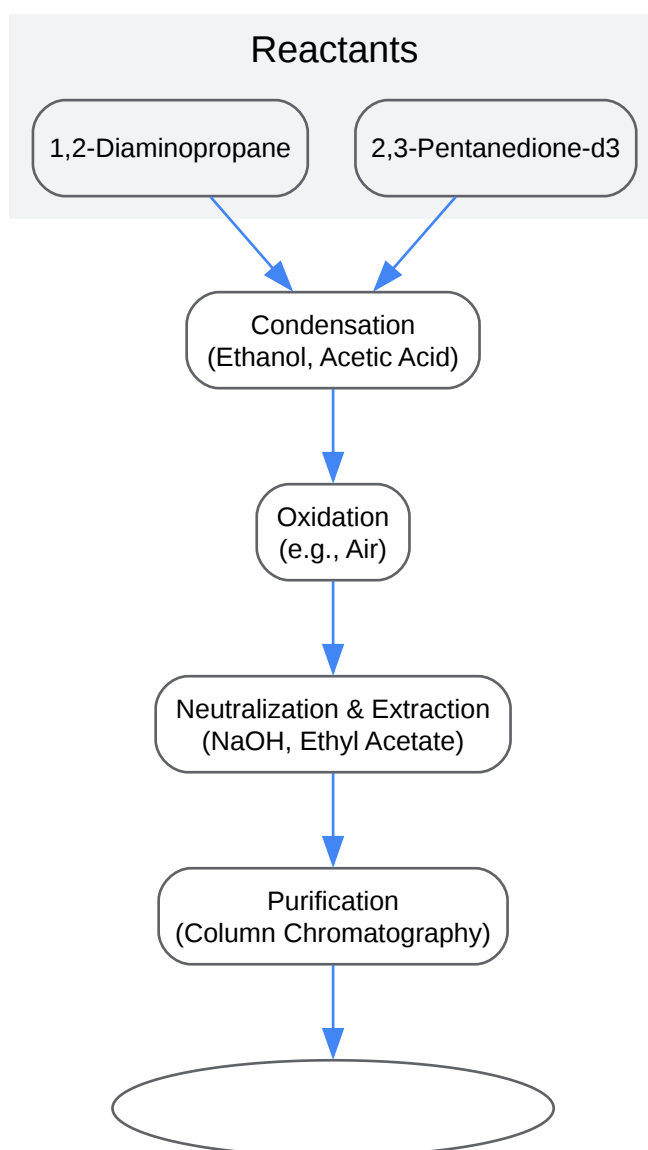 Reactants
1,2-Diaminopropane
2,3-Pentanedione-d3
Condensation
(Ethanol, Acetic Acid)
Oxidation
(e.g., Air)
Neutralization & Extraction
(NaOH, Ethyl Acetate)
Purification
(Column Chromatography)